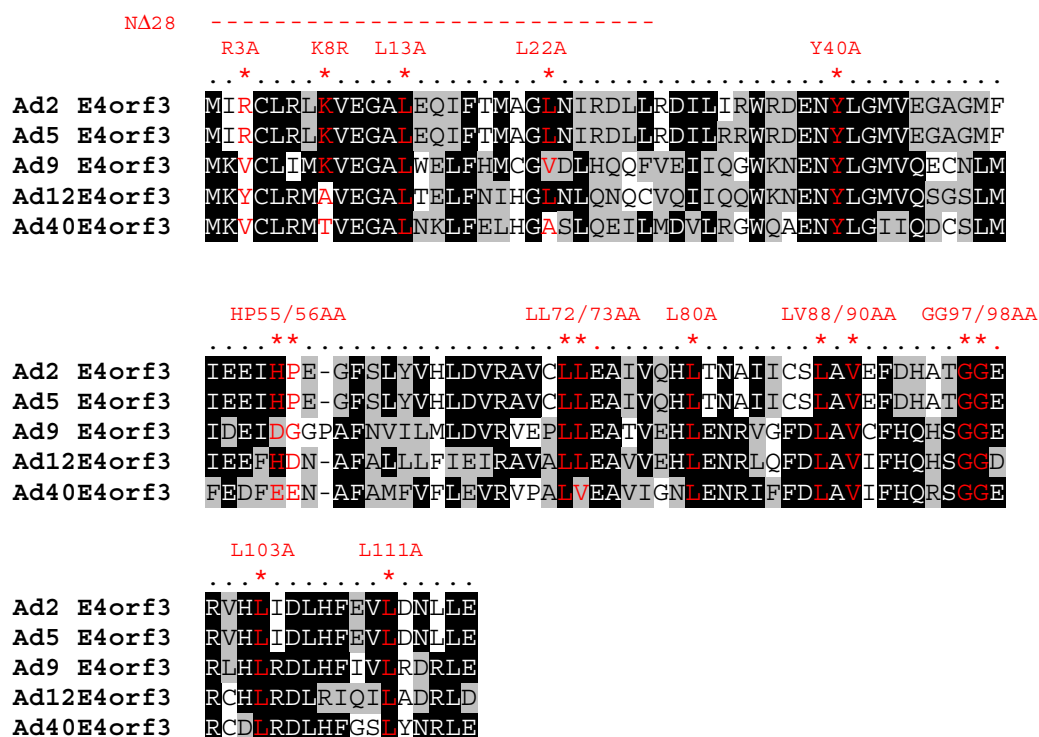 NΔ28 ----------------------------
R3A K8R L13A L22A Y40A
..*....*....*........*.................*..........
Ad2 E4orf3 MIRCLRLKVEGALEQIFTMAGLNIRDLLRDILIRWRDENYLGMVEGAGMF
Ad5 E4orf3 MIRCLRLKVEGALEQIFTMAGLNIRDLLRDILRRWRDENYLGMVEGAGMF
Ad9 E4orf3 MKVCLIMKVEGALWELFHMCGVDLHQQFVEIIQGWKNENYLGMVQECNLM
Ad12E4orf3 MKYCLRMAVEGALTELFNIHGLNLQNQCVQIIQQWKNENYLGMVQSGSLM
Ad40E4orf3 MKVCLRMTVEGALNKLFELHGASLQEILMDVLRGWQAENYLGIIQDCSLM
HP55/56AA LL72/73AA L80A LV88/90AA GG97/98AA
....**................**......*.......*.*......**.
Ad2 E4orf3 IEEIHPE-GFSLYVHLDVRAVCLLEAIVQHLTNAIICSLAVEFDHATGGE
Ad5 E4orf3 IEEIHPE-GFSLYVHLDVRAVCLLEAIVQHLTNAIICSLAVEFDHATGGE
Ad9 E4orf3 IDEIDGGPAFNVILMLDVRVEPLLEATVEHLENRVGFDLAVCFHQHSGGE
Ad12E4orf3 IEEFHDN-AFALLLFIEIRAVALLEAVVEHLENRLQFDLAVIFHQHSGGD
Ad40E4orf3 FEDFEEN-AFAMFVFLEVRVPALVEAVIGNLENRIFFDLAVIFHQRSGGE
L103A L111A
...*.......*.....
Ad2 E4orf3 RVHLIDLHFEVLDNLLE
Ad5 E4orf3 RVHLIDLHFEVLDNLLE
Ad9 E4orf3 RLHLRDLHFIVLRDRLE
Ad12E4orf3 RCHLRDLRIQILADRLD
Ad40E4orf3 RCDLRDLHFGSLYNRLE